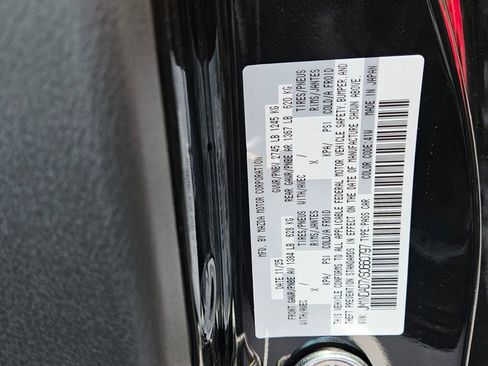 MFD. BY MAZDA MOTOR CORPORATION
DATE: 11/25 GVWR/PNBV 2745 LB 1245 KG
FRONT GAWR/PNBE AV 1384 LB 628 KG REAR GAWR/PNBE AR 1367 LB 620 KG
WITH/AVEC / TIRES/PNEUS WITH/AVEC / TIRES/PNEUS
X RIMS/JANTES X RIMS/JANTES
KPA/ PSI COLD/A FROID KPA/ PSI COLD/A FROID
THIS VEHICLE CONFORMS TO ALL APPLICABLE FEDERAL MOTOR VEHICLE SAFETY, BUMPER AND
THEFT PREVENTION STANDARDS IN EFFECT ON THE DATE OF MANUFACTURE SHOWN ABOVE.
TYPE:PASS CAR COLOR CODE:41W MADE IN JAPAN